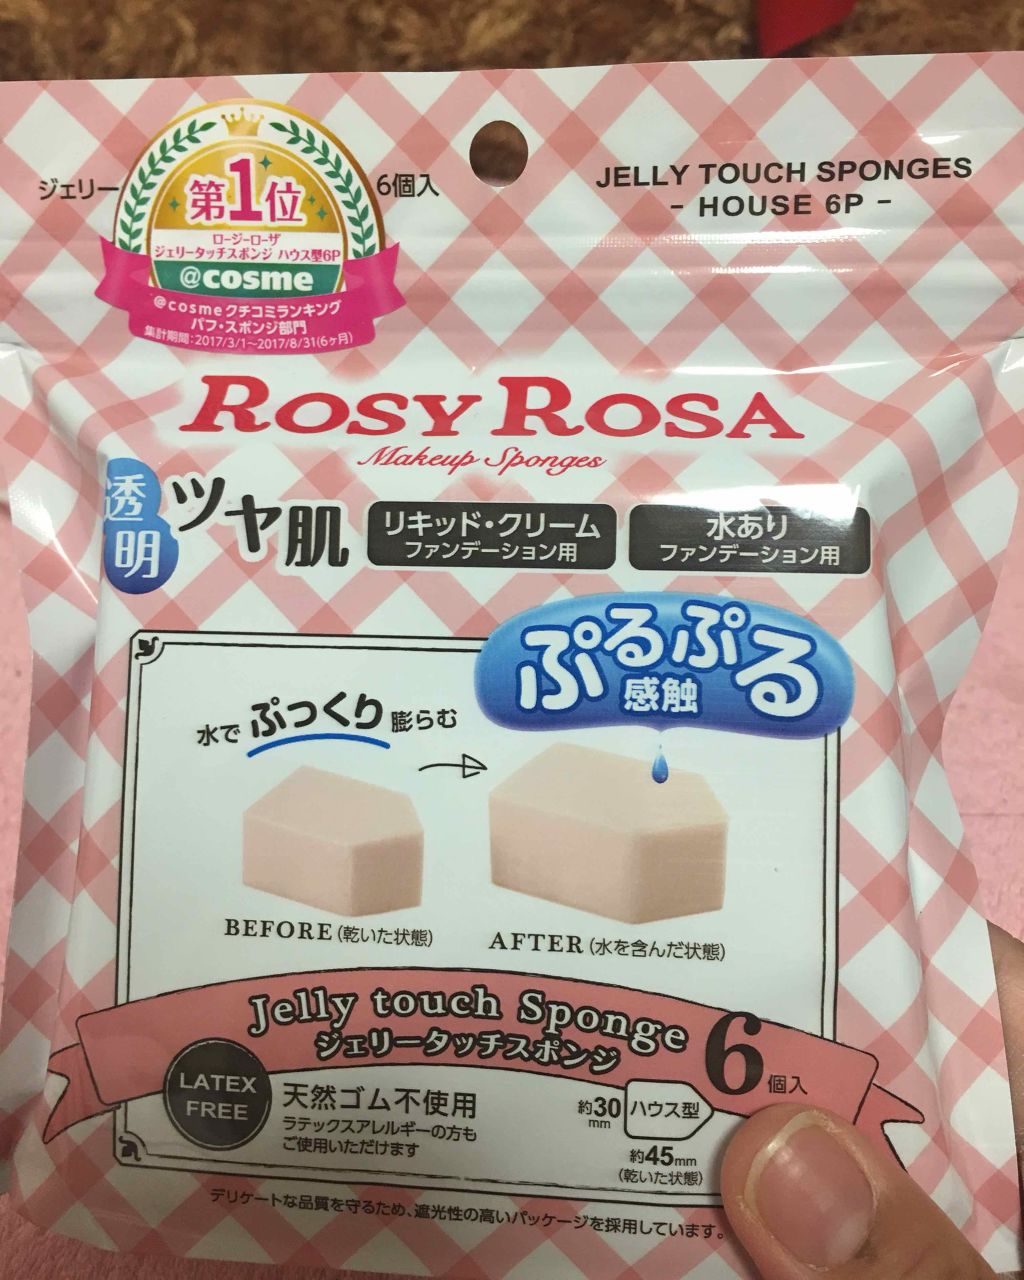 ジェリー
6個入
JELLY TOUCH SPONGES
- HOUSE 6P -
第1位
ロージーローザ
ジェリータッチスポンジ ハウス型6P
@cosme
@cosmeクチコミランキング
パフ・スポンジ部門
集計期間:2017/3/1〜2017/8/31(6ヶ月)
ROSY ROSA
Makeup Sponges
透明
ツヤ肌
リキッド・クリーム
ファンデーション用
水あり
ファンデーション用
ぷるぷる
感触
水で ぷっくり 膨らむ
BEFORE (乾いた状態)
AFTER (水を含んだ状態)
Jelly touch Sponge
ジェリータッチスポンジ
6個入
LATEX
FREE
天然ゴム不使用
ラテックスアレルギーの方も
ご使用いただけます
約30mm
ハウス型
約45mm
(乾いた状態)
デリケートな品質を守るため、遮光性の高いパッケージを採用しています。